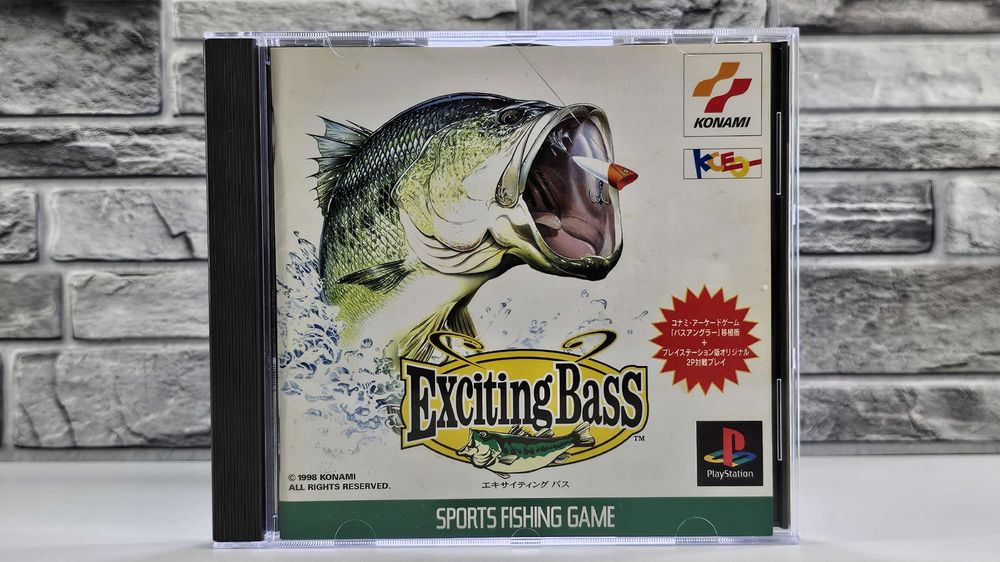 KONAMI
KCEO
コナミ・アーケードゲーム
「バスアングラー」移植版
+
プレイステーション版オリジナル
2P対戦プレイ
Exciting Bass
TM
エキサイティング バス
PlayStation
© 1998 KONAMI
ALL RIGHTS RESERVED.
SPORTS FISHING GAME